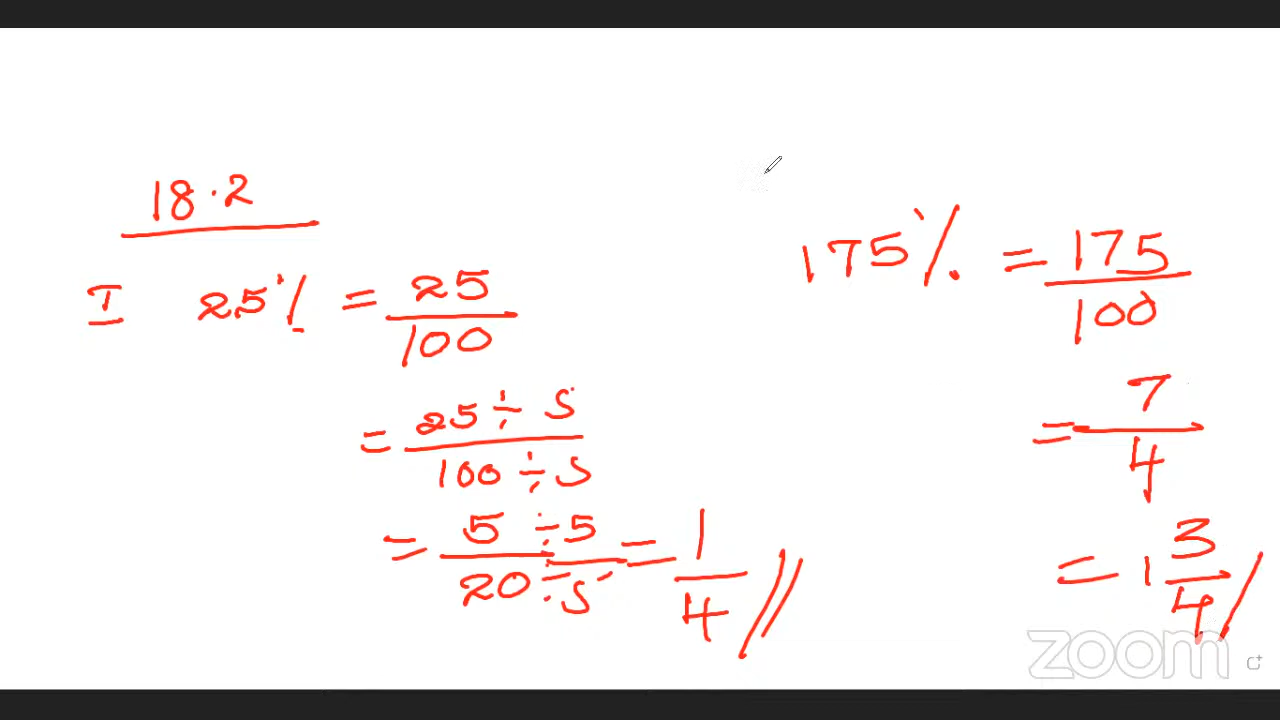 18.2
I 25% = 25/100
= 25 ÷ 5 / 100 ÷ 5
= 5 ÷ 5 / 20 ÷ 5 = 1/4 //
175% = 175/100
= 7/4
= 1 3/4 /
zoom